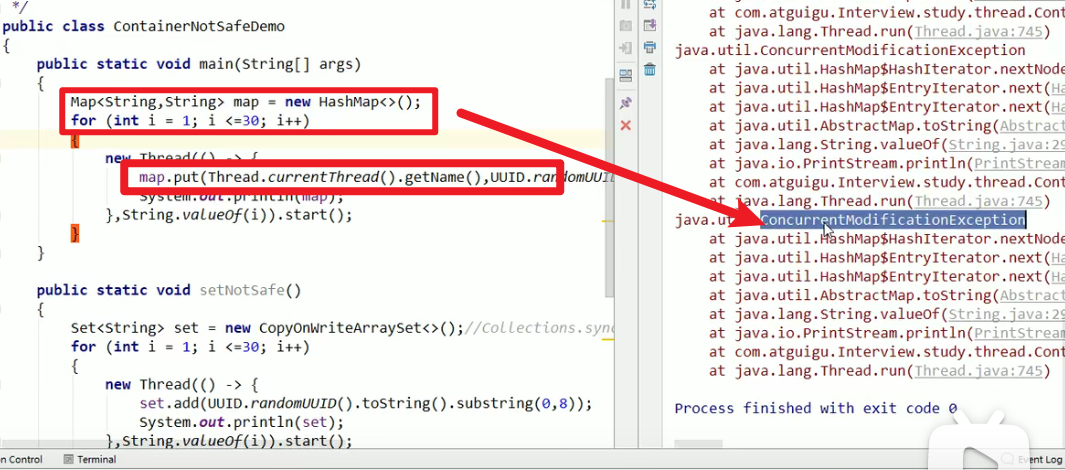 */
public class ContainerNotSafeDemo
{
public static void main(String[] args)
{
Map<String,String> map = new HashMap<>();
for (int i = 1; i <=30; i++)
{
new Thread(() -> {
map.put(Thread.currentThread().getName(),UUID.randomUUI
System.out.println(map);
},String.valueOf(i)).start();
}
}
public static void setNotSafe()
{
Set<String> set = new CopyOnWriteArraySet<>();//Collections.sync
for (int i = 1; i <=30; i++)
{
new Thread(() -> {
set.add(UUID.randomUUID().toString().substring(0,8));
System.out.println(set);
},String.valueOf(i)).start();
at com.atguigu.Interview.study.thread.Cont
at java.lang.Thread.run(Thread.java:745)
java.util.ConcurrentModificationException
at java.util.HashMap$HashIterator.nextNode
at java.util.HashMap$EntryIterator.next(Ha
at java.util.HashMap$EntryIterator.next(Ha
at java.util.AbstractMap.toString(Abstract
at java.lang.String.valueOf(String.java:29
at java.io.PrintStream.println(PrintStream
at com.atguigu.Interview.study.thread.Cont
at java.lang.Thread.run(Thread.java:745)
java.ut ConcurrentModificationException
at java.util.HashMap$HashIterator.nextNode
at java.util.HashMap$EntryIterator.next(Ha
at java.util.HashMap$EntryIterator.next(Ha
at java.util.AbstractMap.toString(Abstract
at java.lang.String.valueOf(String.java:29
at java.io.PrintStream.println(PrintStream
at com.atguigu.Interview.study.thread.Cont
at java.lang.Thread.run(Thread.java:745)
Process finished with exit code 0
n Control Terminal Event Log